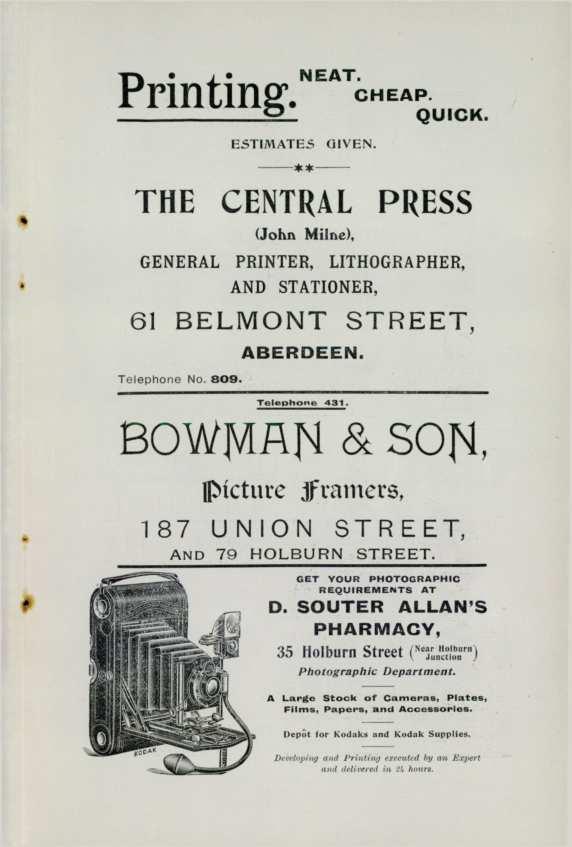 Printing. NEAT.
CHEAP.
QUICK.
ESTIMATES GIVEN.
THE CENTRAL PRESS
(John Milne),
GENERAL PRINTER, LITHOGRAPHER,
AND STATIONER,
61 BELMONT STREET,
ABERDEEN.
Telephone No. 809.
Telephone 431.
BOWMAN & SON,
Picture Framers,
187 UNION STREET,
AND 79 HOLBURN STREET.
GET YOUR PHOTOGRAPHIC
REQUIREMENTS AT
D. SOUTER ALLAN'S
PHARMACY,
35 Holburn Street (Near Holburn Junction)
Photographic Department.
A Large Stock of Cameras, Plates,
Films, Papers, and Accessories.
Depôt for Kodaks and Kodak Supplies.
Developing and Printing executed by an Expert
and delivered in 24 hours.
KODAK